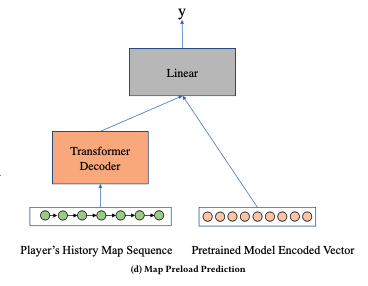 y
Linear
Transformer
Decoder
Player's History Map Sequence
Pretrained Model Encoded Vector
(d) Map Preload Prediction